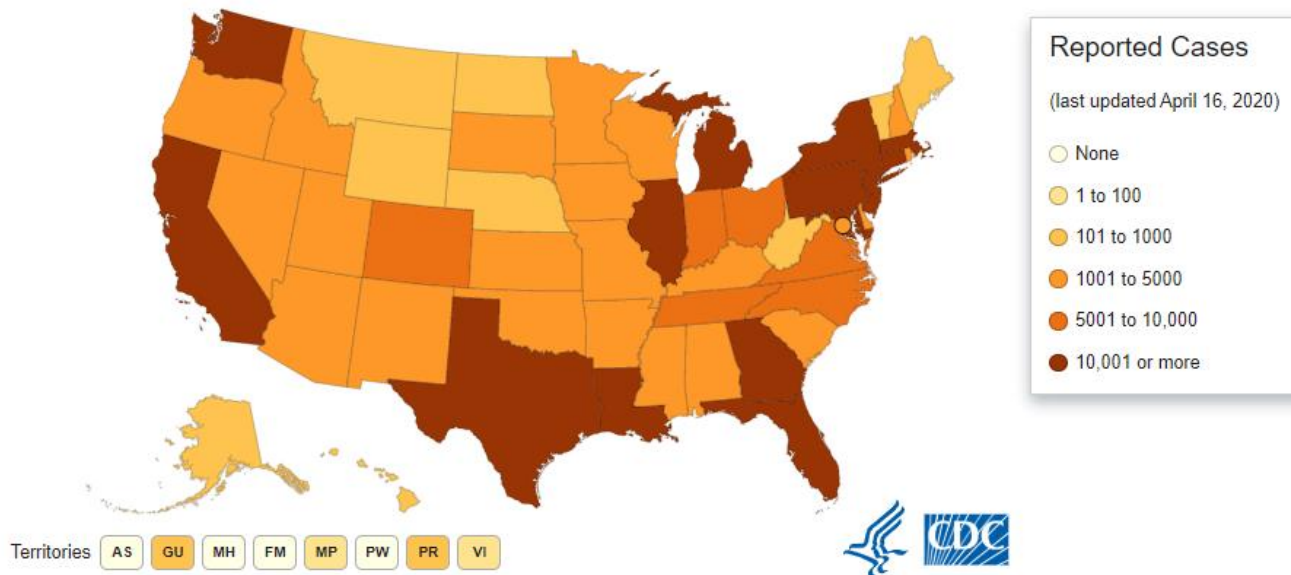 Reported Cases
(last updated April 16, 2020)
None
1 to 100
101 to 1000
1001 to 5000
5001 to 10,000
10,001 or more
Territories AS GU MH FM MP PW PR VI
CDC